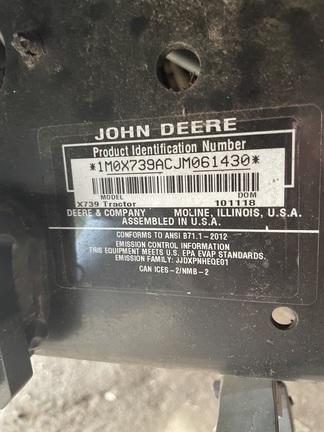 JOHN DEERE
Product Identification Number
*1M0X739ACJM061430*
MODEL DOM
X739 Tractor 101118
DEERE & COMPANY MOLINE, ILLINOIS, U.S.A.
ASSEMBLED IN U.S.A.
CONFORMS TO ANSI B71.1-2012
EMISSION CONTROL INFORMATION
THIS EQUIPMENT MEETS U.S. EPA EVAP STANDARDS.
EMISSION FAMILY: JJDXPNHEQE01
CAN ICES-2/NMB-2